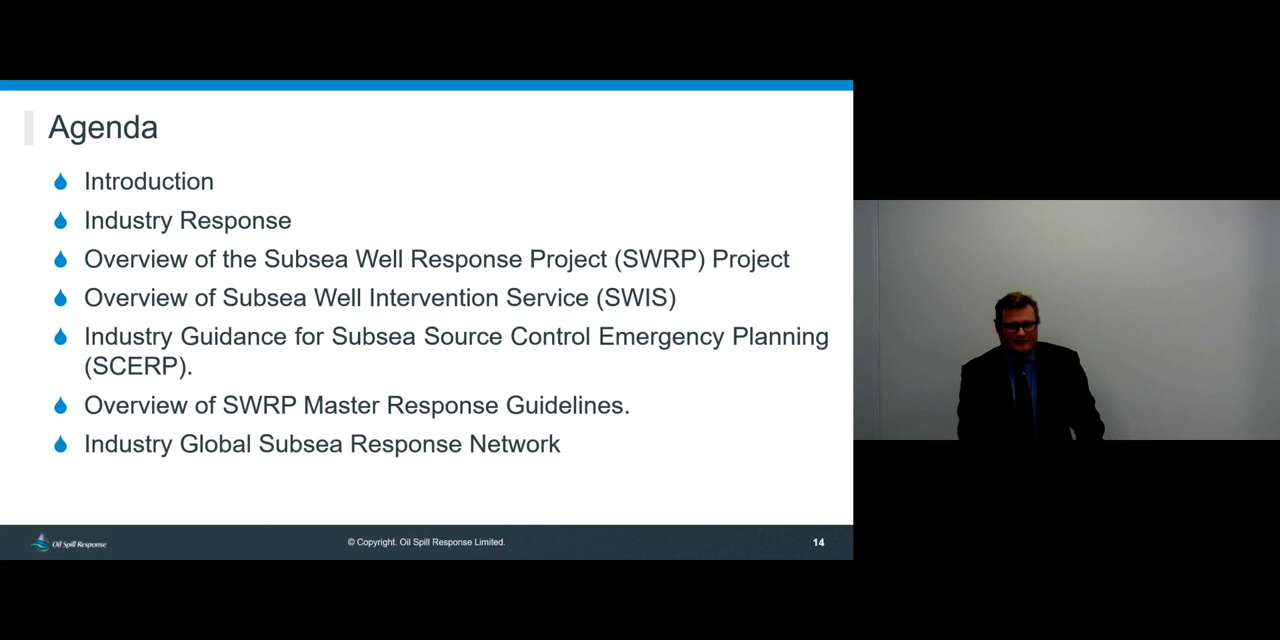 Agenda
Introduction
Industry Response
Overview of the Subsea Well Response Project (SWRP) Project
Overview of Subsea Well Intervention Service (SWIS)
Industry Guidance for Subsea Source Control Emergency Planning
(SCERP).
Overview of SWRP Master Response Guidelines.
Industry Global Subsea Response Network
Oil Spill Response
© Copyright. Oil Spill Response Limited.
14